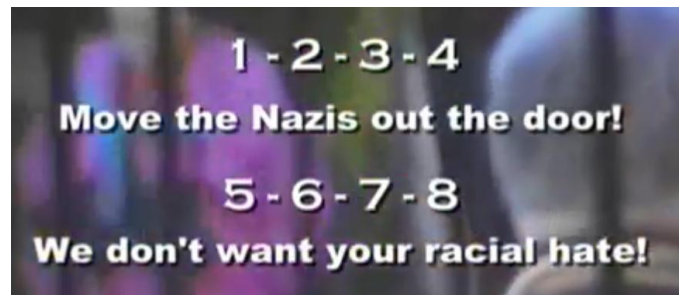 1 - 2 - 3 - 4
Move the Nazis out the door!
5 - 6 - 7 - 8
We don't want your racial hate!